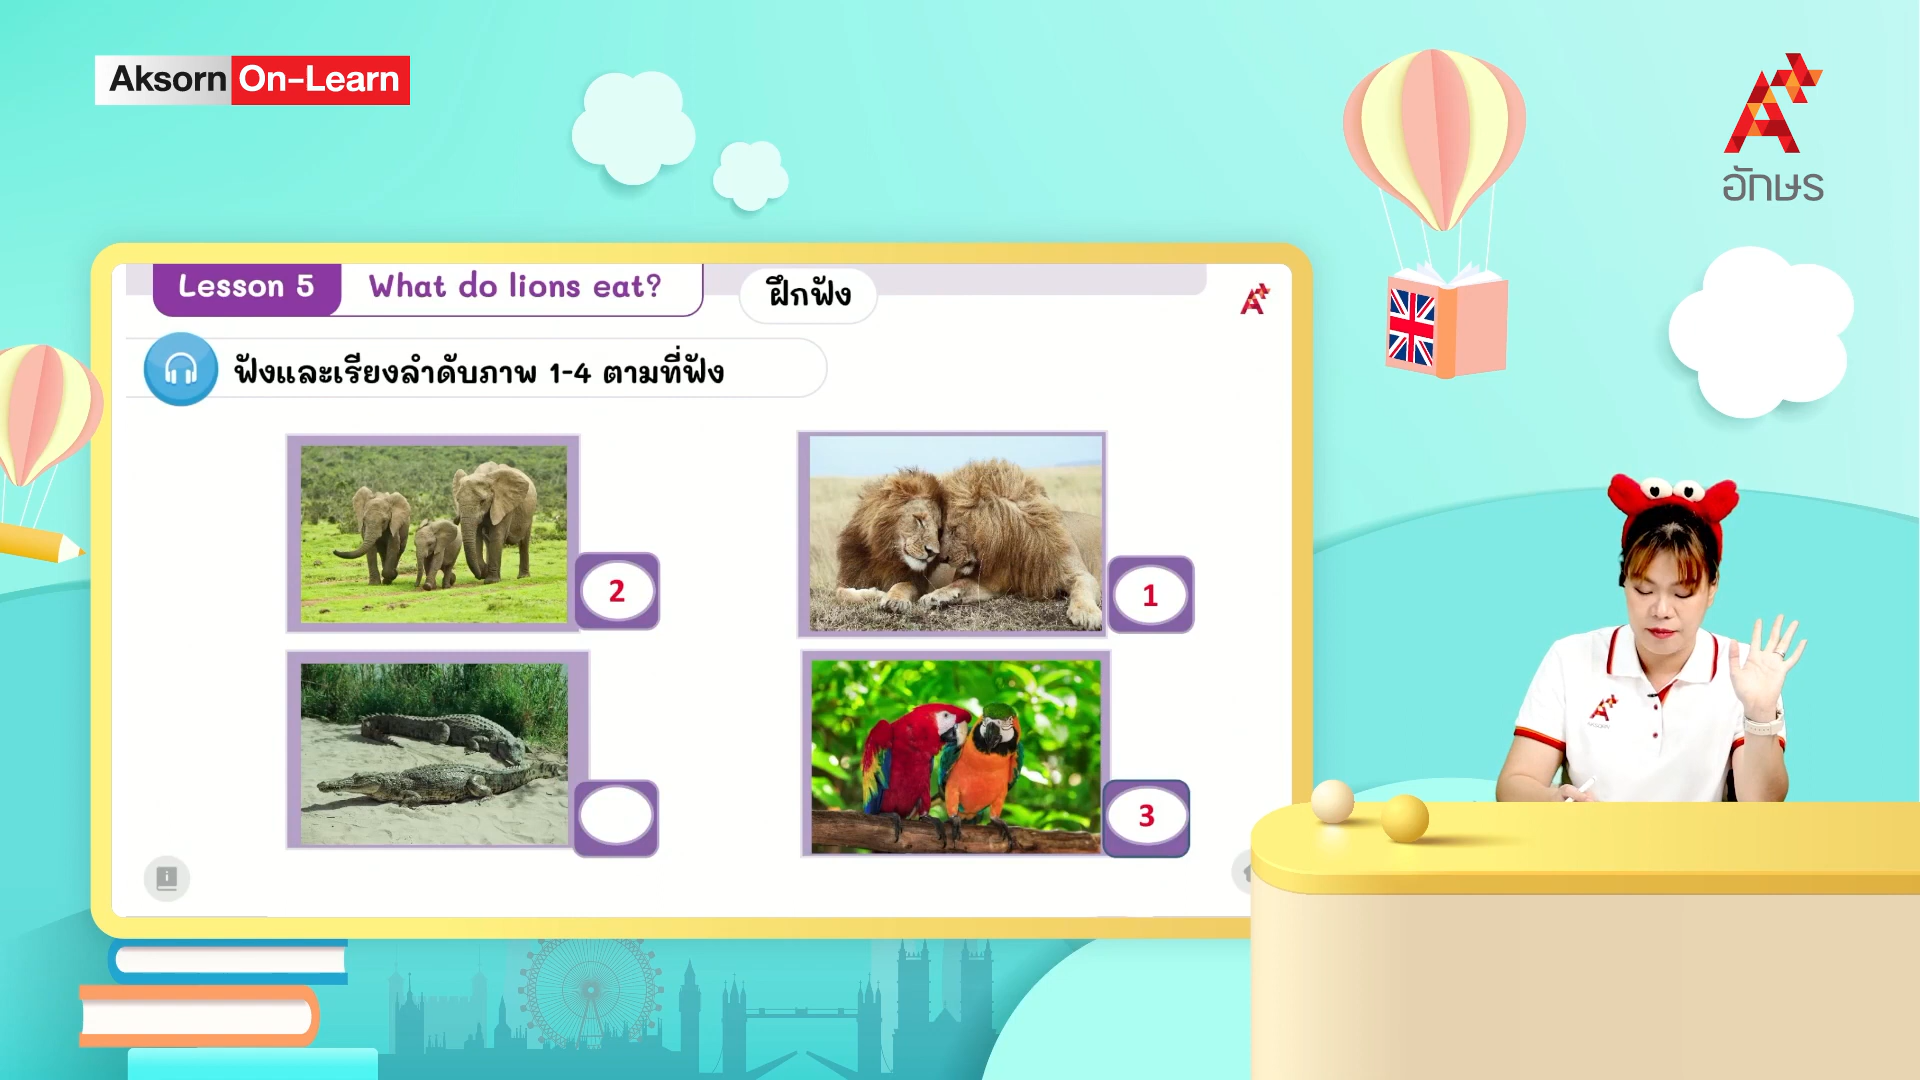 Aksorn On-Learn
อักษร
Lesson 5 What do lions eat? ฝึกฟัง
ฟังและเรียงลำดับภาพ 1-4 ตามที่ฟัง
2
1
3